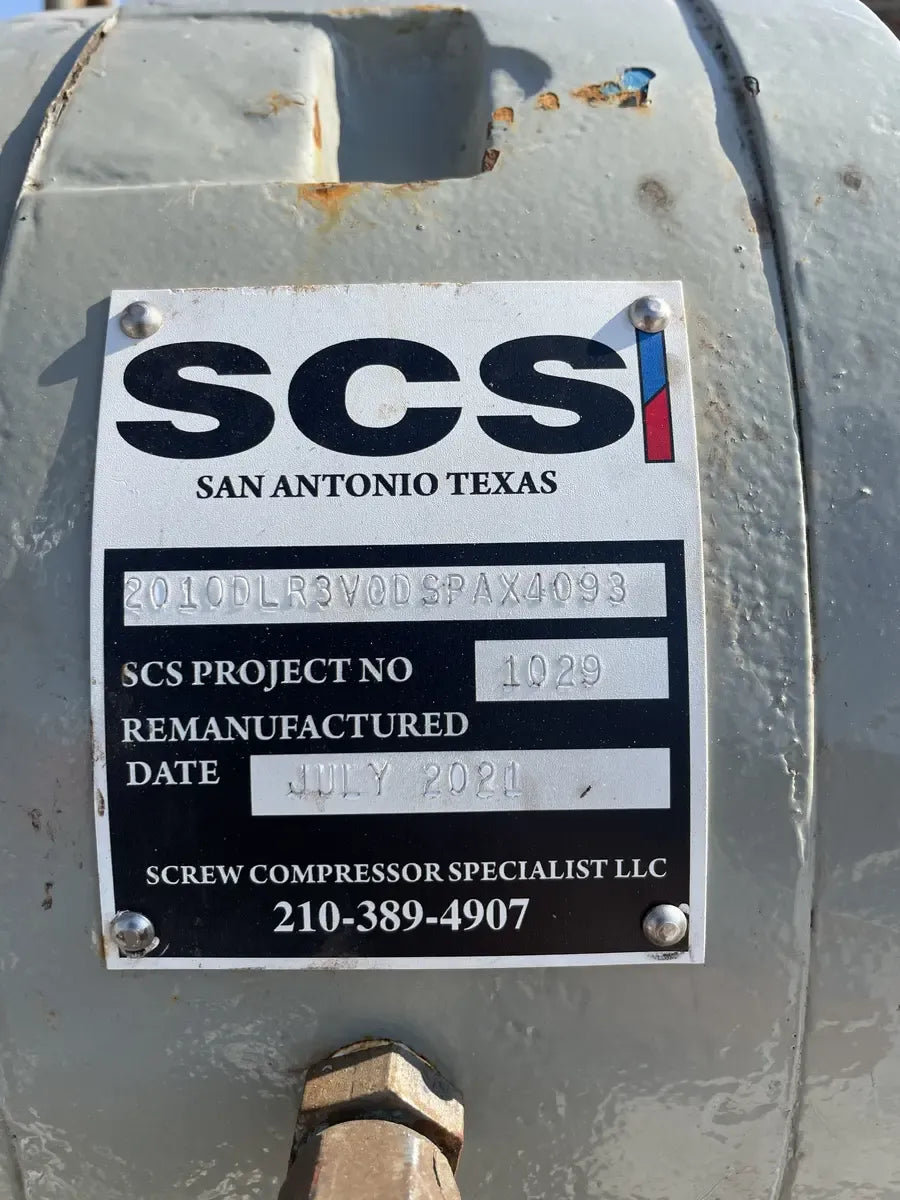 SCS
SAN ANTONIO TEXAS
2010DLR3V0DSPAX4093
SCS PROJECT NO 1029
REMANUFACTURED
DATE JULY 2021
SCREW COMPRESSOR SPECIALIST LLC
210-389-4907